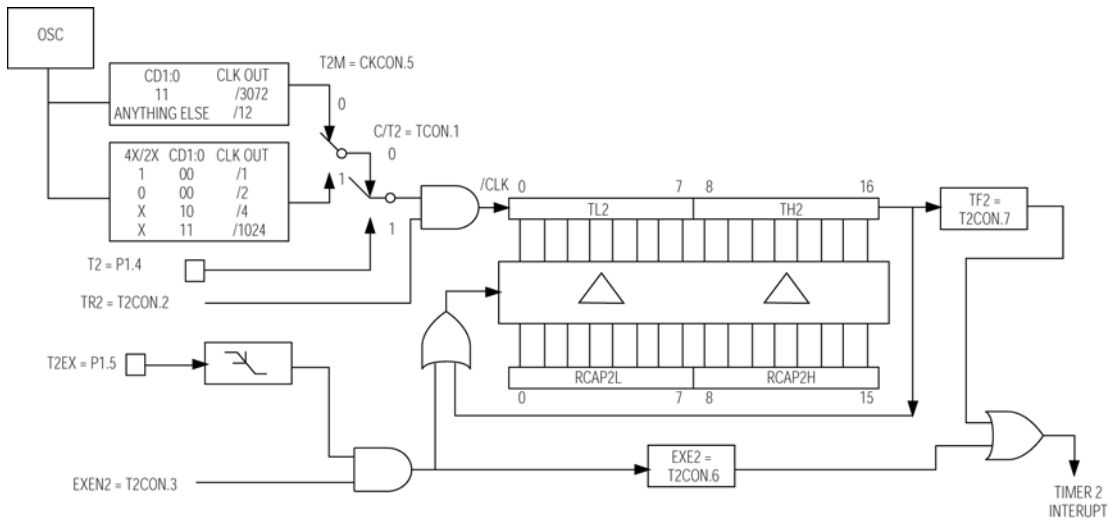 OSC
T2M = CKCON.5
CD1:0 CLK OUT
11 /3072
ANYTHING ELSE /12
0
C/T2 = TCON.1
0
4X/2X CD1:0 CLK OUT
1 00 /1
0 00 /2
X 10 /4
X 11 /1024
1
1
/CLK
0 7 8 16
TL2 TH2
TF2 =
T2CON.7
T2 = P1.4
TR2 = T2CON.2
T2EX = P1.5
RCAP2L RCAP2H
0 7 8 15
EXEN2 = T2CON.3
EXE2 =
T2CON.6
TIMER 2
INTERUPT